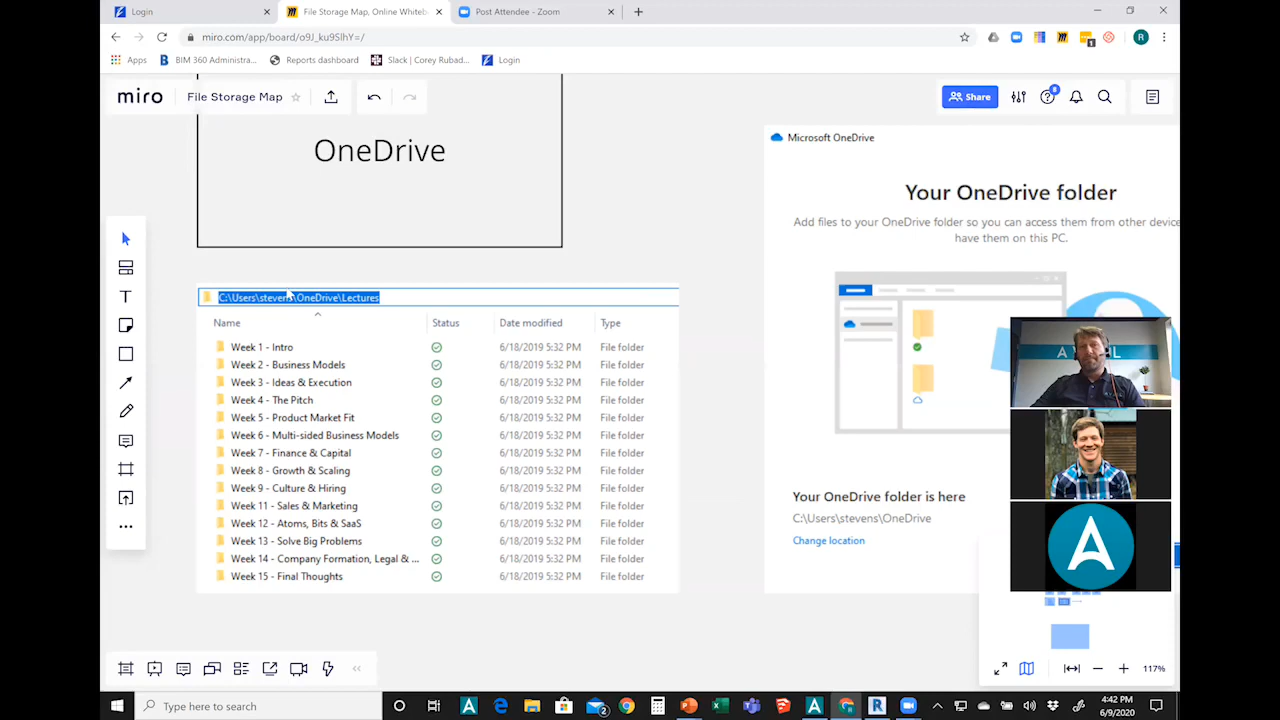 Login
File Storage Map, Online Whiteb
Post Attendee - Zoom
miro.com/app/board/o9J_ku9SlhY=/
R
Apps
BIM 360 Administra...
Reports dashboard
Slack | Corey Rubad...
Login
miro
File Storage Map
Share
8
OneDrive
Microsoft OneDrive
Your OneDrive folder
Add files to your OneDrive folder so you can access them from other device
have them on this PC.
C:\Users\stevens\OneDrive\Lectures
Name Status Date modified Type
Week 1 - Intro 6/18/2019 5:32 PM File folder
Week 2 - Business Models 6/18/2019 5:32 PM File folder
Week 3 - Ideas & Execution 6/18/2019 5:32 PM File folder
Week 4 - The Pitch 6/18/2019 5:32 PM File folder
Week 5 - Product Market Fit 6/18/2019 5:32 PM File folder
Week 6 - Multi-sided Business Models 6/18/2019 5:32 PM File folder
Week 7 - Finance & Capital 6/18/2019 5:32 PM File folder
Week 8 - Growth & Scaling 6/18/2019 5:32 PM File folder
Week 9 - Culture & Hiring 6/18/2019 5:32 PM File folder
Week 11 - Sales & Marketing 6/18/2019 5:32 PM File folder
Week 12 - Atoms, Bits & SaaS 6/18/2019 5:32 PM File folder
Week 13 - Solve Big Problems 6/18/2019 5:32 PM File folder
Week 14 - Company Formation, Legal & ... 6/18/2019 5:32 PM File folder
Week 15 - Final Thoughts 6/18/2019 5:32 PM File folder
Your OneDrive folder is here
C:\Users\stevens\OneDrive
Change location
117%
Type here to search
4:42 PM
6/9/2020